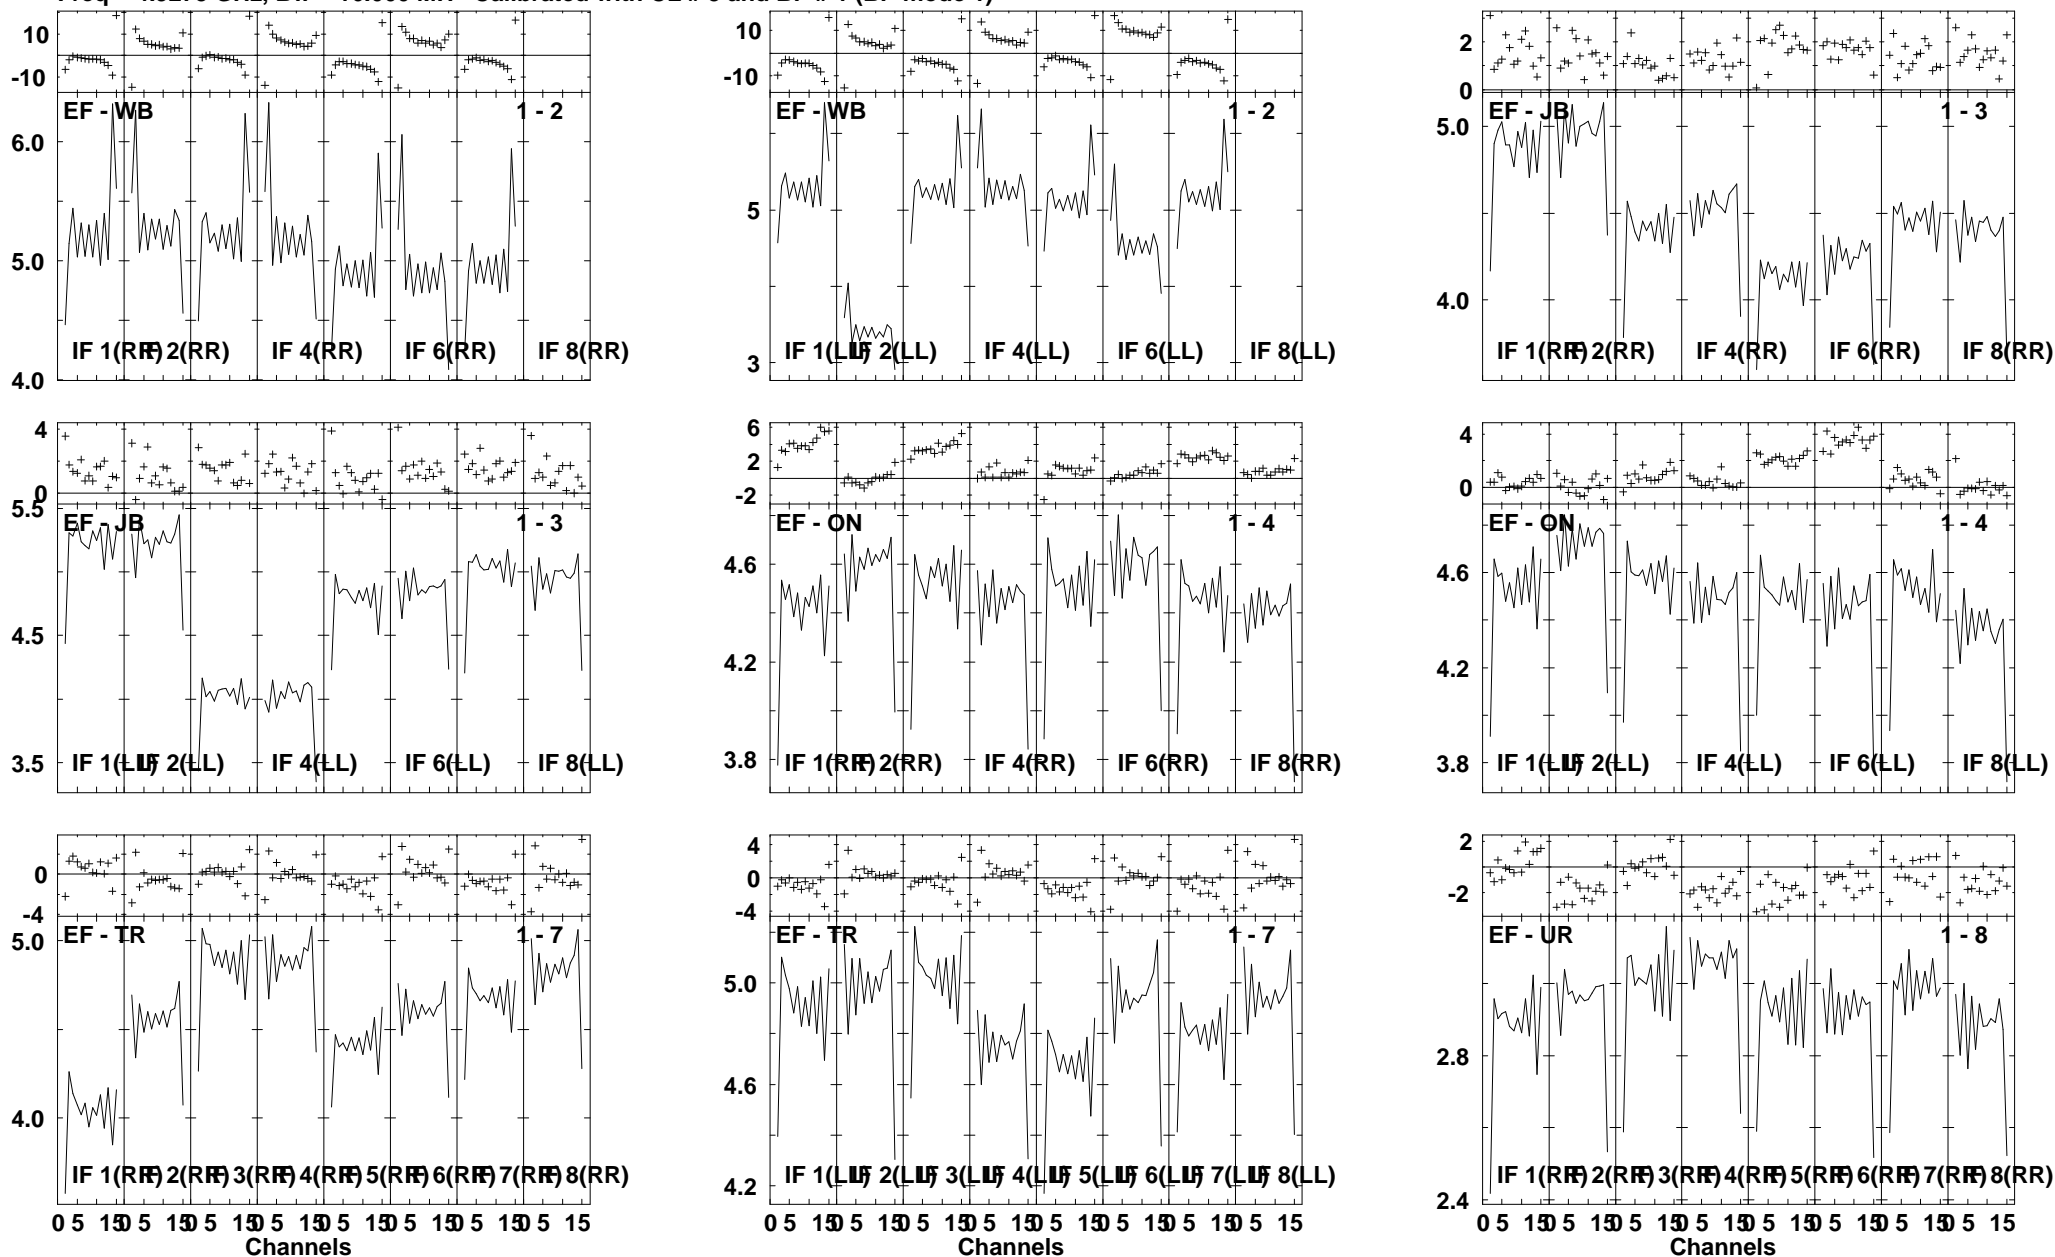 Freq GHz, Bw MH Calibrated with CL # and BP # (BP mode 1)
10
-10
EF - WB 1 - 2
6.0
5.0
4.0
IF 1(RR) IF 2(RR) IF 4(RR) IF 6(RR) IF 8(RR)
10
-10
EF - WB 1 - 2
5
3
IF 1(LL) IF 2(LL) IF 4(LL) IF 6(LL) IF 8(LL)
2
0
EF - JB 1 - 3
5.0
4.0
IF 1(RR) IF 2(RR) IF 4(RR) IF 6(RR) IF 8(RR)
4
0
5.5
EF - JB 1 - 3
4.5
3.5
IF 1(LL) IF 2(LL) IF 4(LL) IF 6(LL) IF 8(LL)
6
2
-2
EF - ON 1 - 4
4.6
4.2
3.8
IF 1(RR) IF 2(RR) IF 4(RR) IF 6(RR) IF 8(RR)
4
0
EF - ON 1 - 4
4.6
4.2
3.8
IF 1(LL) IF 2(LL) IF 4(LL) IF 6(LL) IF 8(LL)
0
-4
EF - TR 1 - 7
5.0
4.0
IF 1(RR) IF 2(RR) IF 3(RR) IF 4(RR) IF 5(RR) IF 6(RR) IF 7(RR) IF 8(RR)
0 5 15 0 5 15 0 5 15 0 5 15 0 5 15 0 5 15 0 5 15 0 5 15
Channels
4
0
-4
EF - TR 1 - 7
5.0
4.6
4.2
IF 1(LL) IF 2(LL) IF 3(LL) IF 4(LL) IF 5(LL) IF 6(LL) IF 7(LL) IF 8(LL)
0 5 15 0 5 15 0 5 15 0 5 15 0 5 15 0 5 15 0 5 15 0 5 15
Channels
2
-2
EF - UR 1 - 8
2.8
2.4
IF 1(RR) IF 2(RR) IF 3(RR) IF 4(RR) IF 5(RR) IF 6(RR) IF 7(RR) IF 8(RR)
0 5 15 0 5 15 0 5 15 0 5 15 0 5 15 0 5 15 0 5 15 0 5 15
Channels